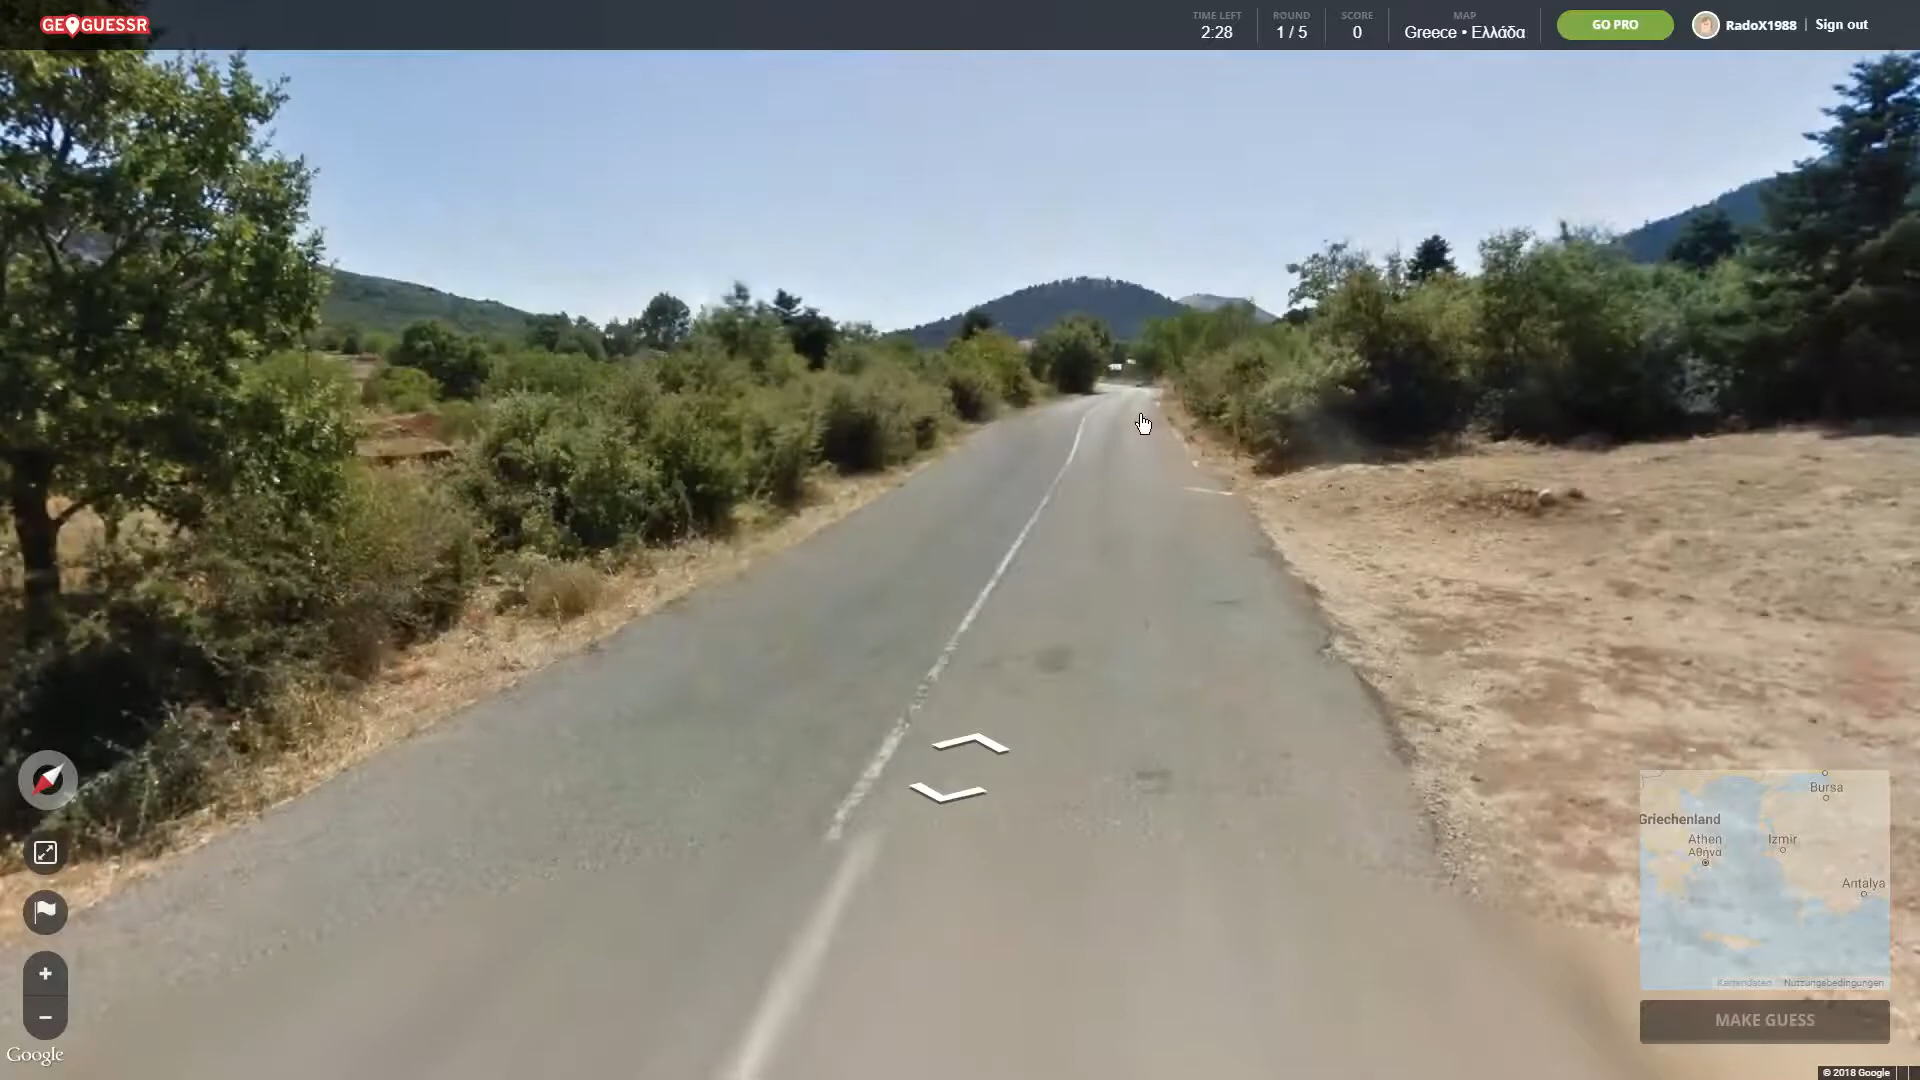 GEOGUESSR
TIME LEFT
2:28
ROUND
1 / 5
SCORE
0
MAP
Greece • Ελλάδα
GO PRO
RadoX1988
Sign out
Bursa
Griechenland
Athen
Αθήνα
Izmir
Antalya
Kartendaten
Nutzungsbedingungen
MAKE GUESS
Google
© 2018 Google